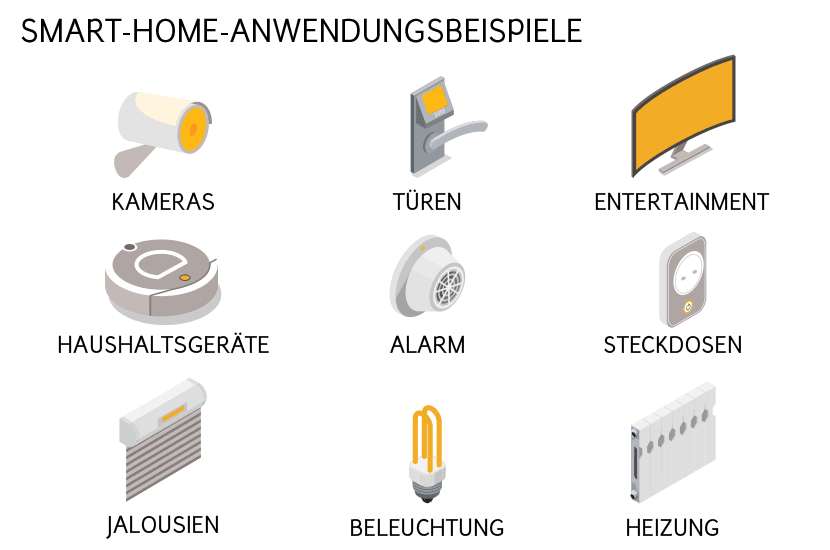 SMART-HOME-ANWENDUNGSBEISPIELE
KAMERAS
TÜREN
ENTERTAINMENT
HAUSHALTSGERÄTE
ALARM
STECKDOSEN
JALOUSIEN
BELEUCHTUNG
HEIZUNG